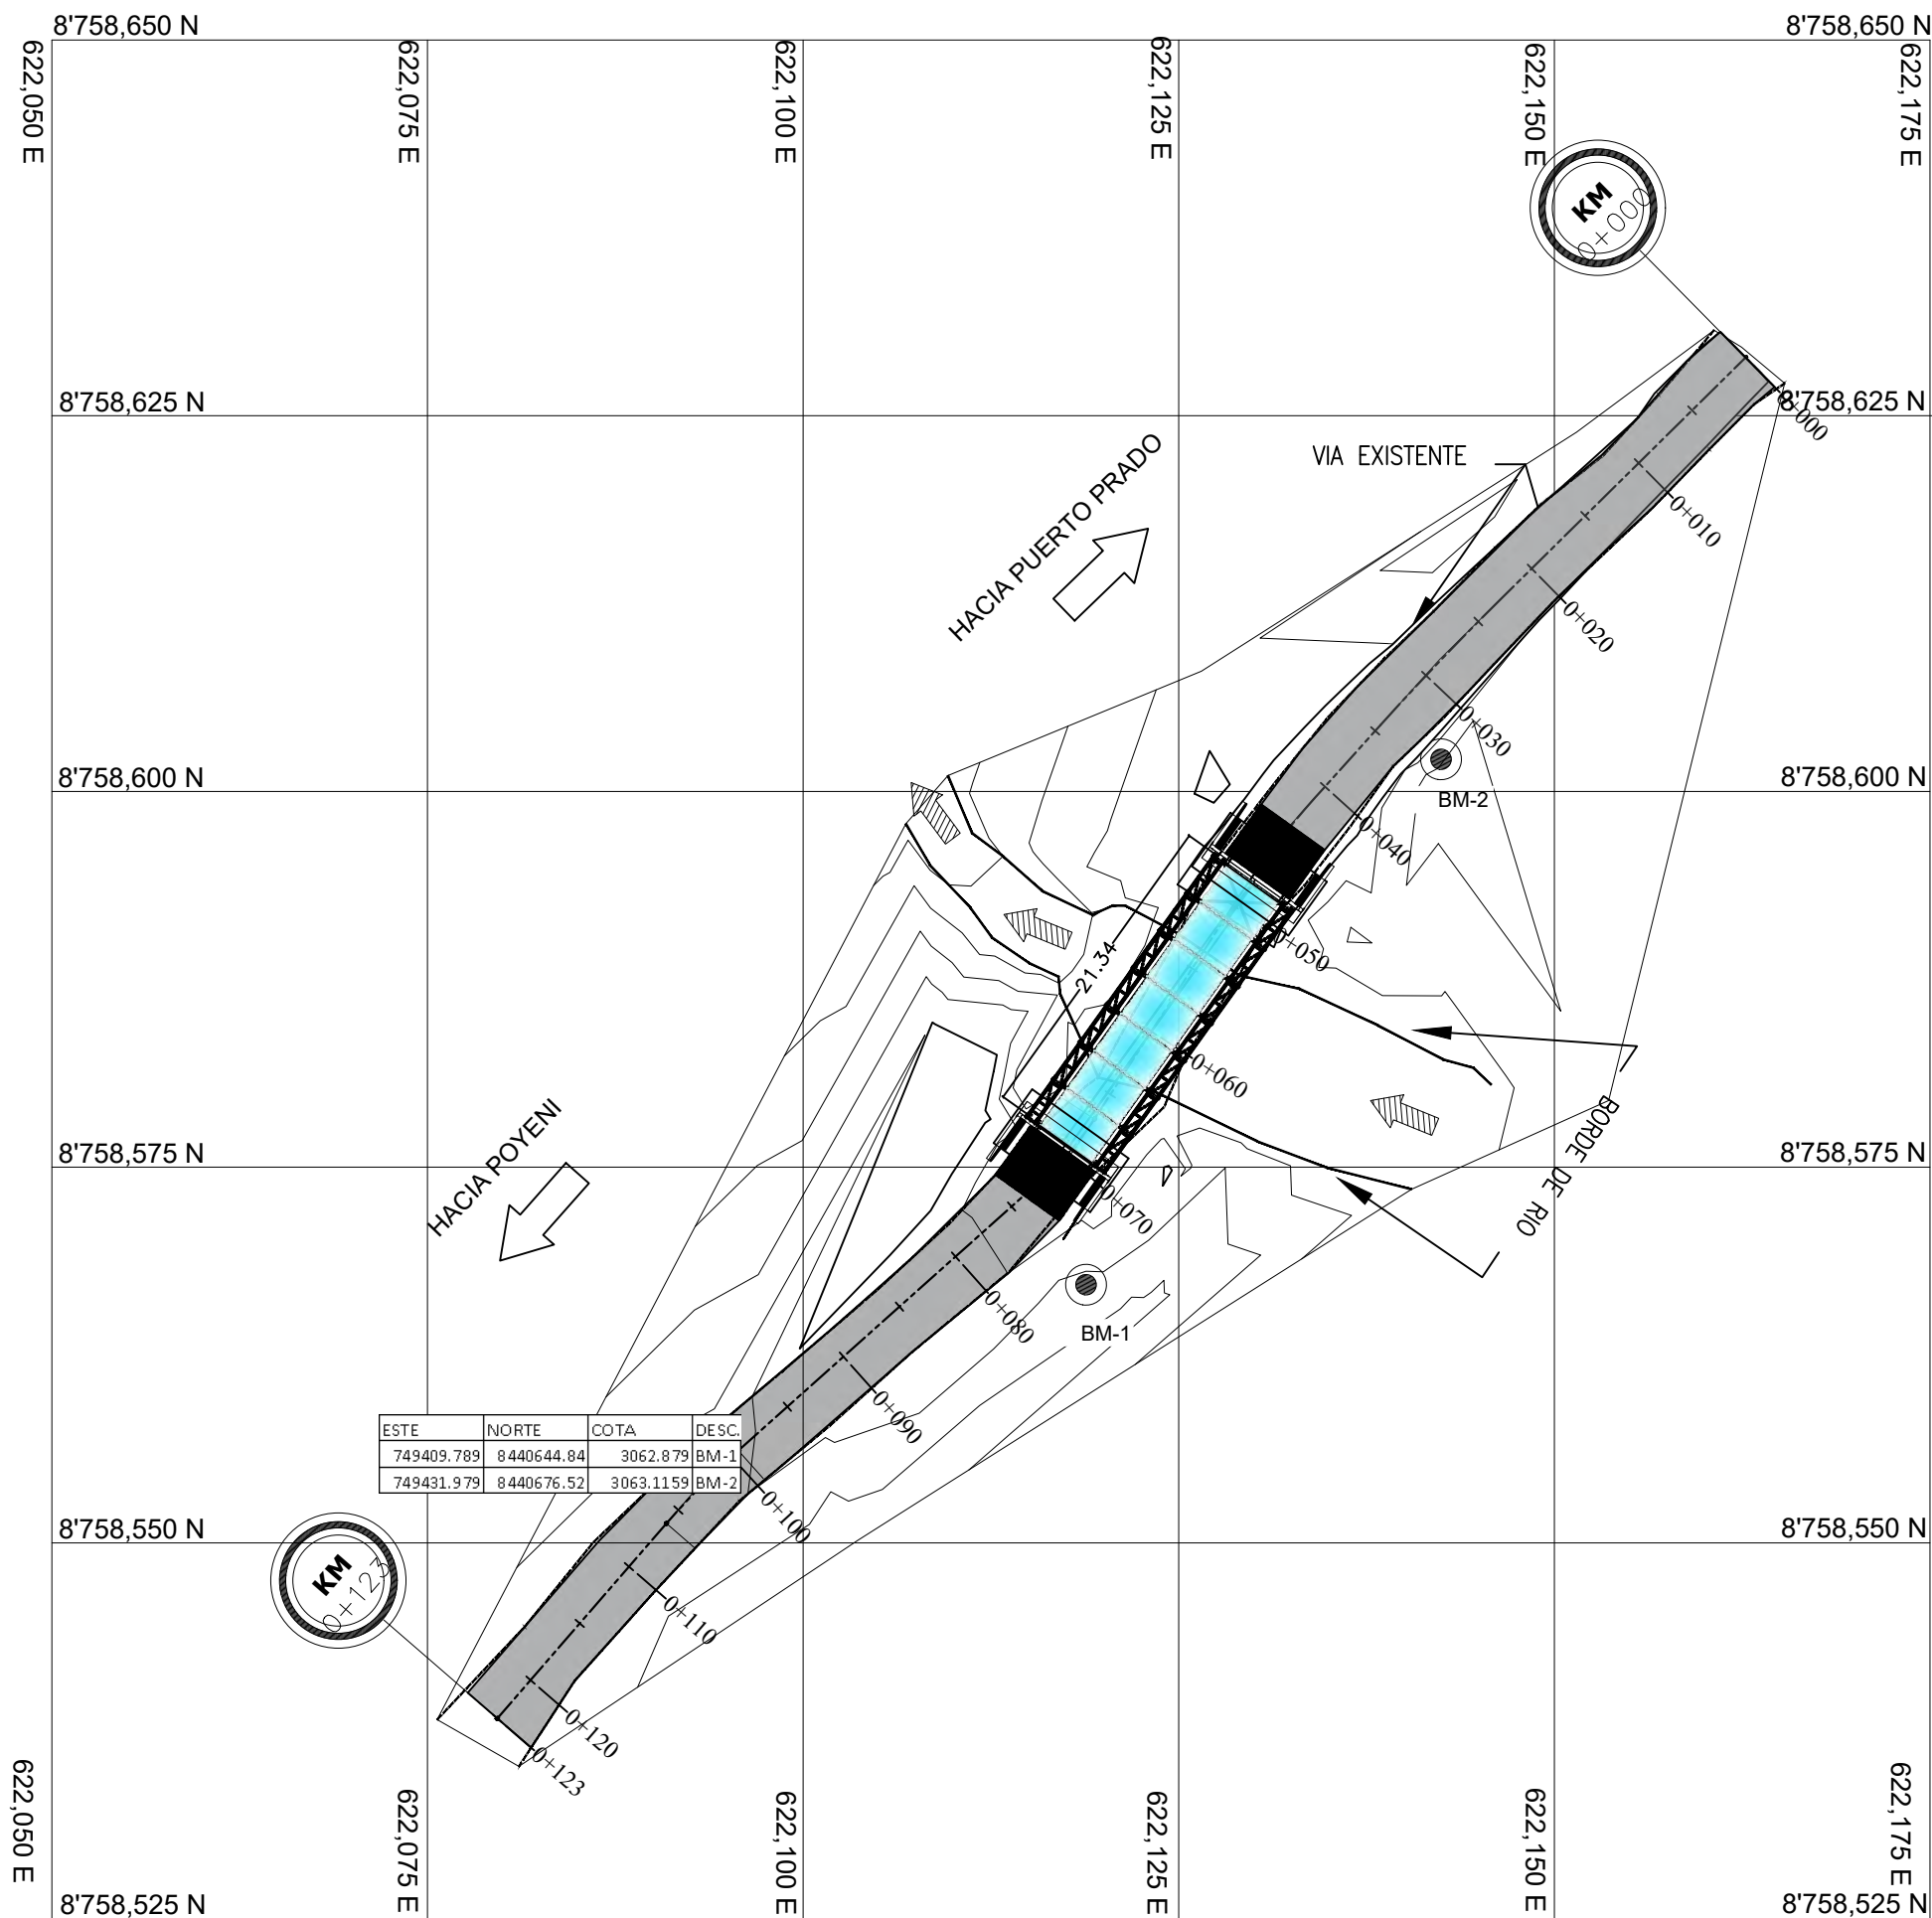 8'758,650 N
8'758,650 N
622,050 E
622,075 E
622,100 E
622,125 E
622,150 E
622,175 E
KM
0+000
8'758,625 N
8'758,625 N
0+000
VIA EXISTENTE
HACIA PUERTO PRADO
0+010
0+020
0+030
8'758,600 N
8'758,600 N
BM-2
0+040
21.34
0+050
0+060
BORDE DE RIO
HACIA POYENI
8'758,575 N
8'758,575 N
0+070
0+080
BM-1
0+090
ESTE NORTE COTA DESC.
749409.789 8440644.84 3062.879 BM-1
749431.979 8440676.52 3063.1159 BM-2
0+100
8'758,550 N
8'758,550 N
KM
0+123
0+110
0+120
0+123
622,050 E
622,075 E
622,100 E
622,125 E
622,150 E
622,175 E
8'758,525 N
8'758,525 N